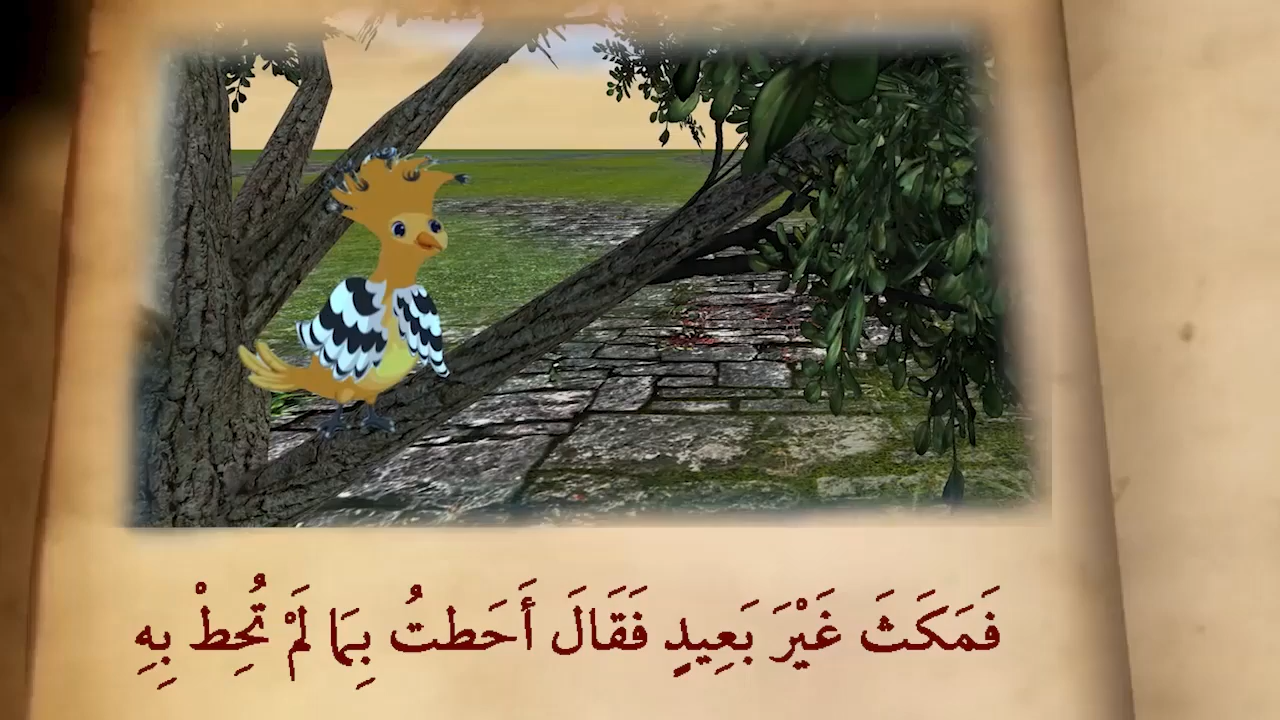 فَمَكَثَ غَيْرَ بَعِيدٍ فَقَالَ أَحَطتُ بِمَا لَمْ تُحِطْ بِهِ